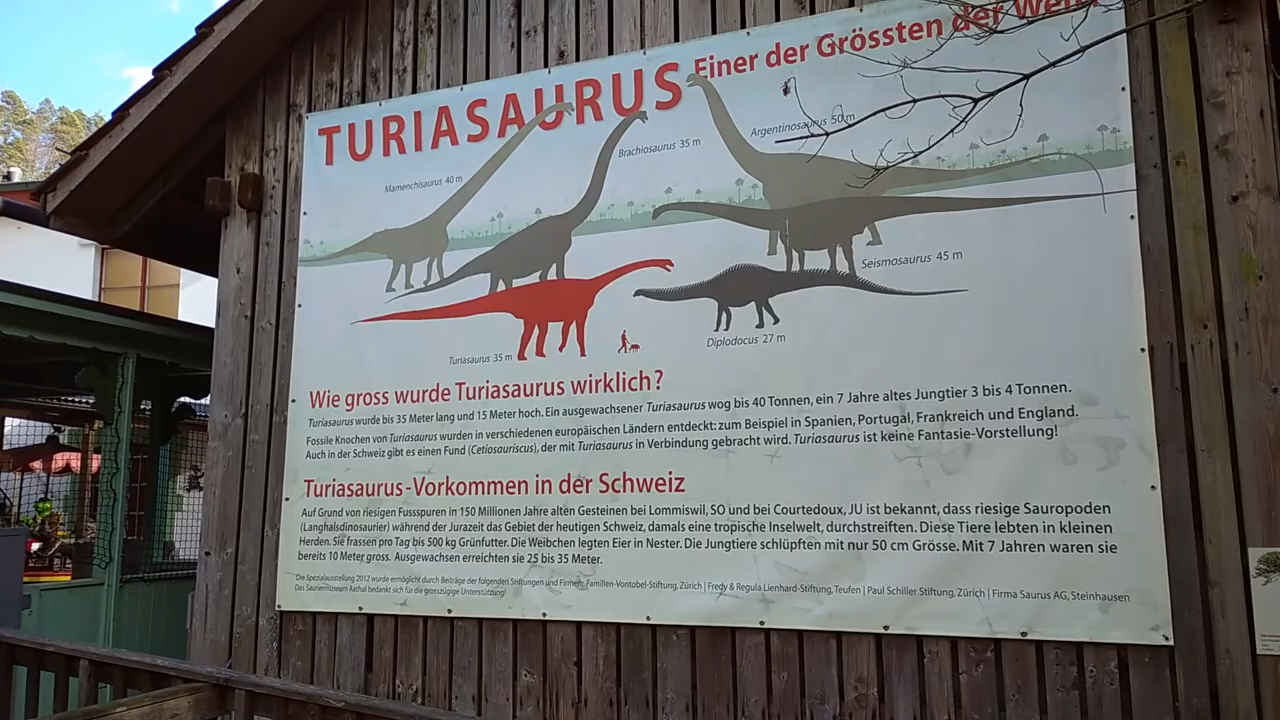 TURIASAURUS Einer der Grössten der Welt
Mamenchisaurus 40 m
Brachiosaurus 35 m
Argentinosaurus 50 m
Seismosaurus 45 m
Turiasaurus 35 m
Diplodocus 27 m
Wie gross wurde Turiasaurus wirklich?
Turiasaurus wurde bis 35 Meter lang und 15 Meter hoch. Ein ausgewachsener Turiasaurus wog bis 40 Tonnen, ein 7 Jahre altes Jungtier 3 bis 4 Tonnen.
Fossile Knochen von Turiasaurus wurden in verschiedenen europäischen Ländern entdeckt: zum Beispiel in Spanien, Portugal, Frankreich und England.
Auch in der Schweiz gibt es einen Fund (Cetiosauriscus), der mit Turiasaurus in Verbindung gebracht wird. Turiasaurus ist keine Fantasie-Vorstellung!
Turiasaurus-Vorkommen in der Schweiz
Auf Grund von riesigen Fussspuren in 150 Millionen Jahre alten Gesteinen bei Lommiswil, SO und bei Courtedoux, JU ist bekannt, dass riesige Sauropoden
(Langhalsdinosaurier) während der Jurazeit das Gebiet der heutigen Schweiz, damals eine tropische Inselwelt, durchstreiften. Diese Tiere lebten in kleinen
Herden. Sie frassen pro Tag bis 500 kg Grünfutter. Die Weibchen legten Eier in Nester. Die Jungtiere schlüpften mit nur 50 cm Grösse. Mit 7 Jahren waren sie
bereits 10 Meter gross. Ausgewachsen erreichten sie 25 bis 35 Meter.
Die Spezialausstellung 2012 wurde ermöglicht durch Beiträge der folgenden Stiftungen und Firmen: Familien-Vontobel-Stiftung, Zürich | Fredy & Regula Lienhard-Stiftung, Teufen | Paul Schiller Stiftung, Zürich | Firma Saurus AG, Steinhausen
Das Sauriermuseum Aathal bedankt sich für die grosszügige Unterstützung!